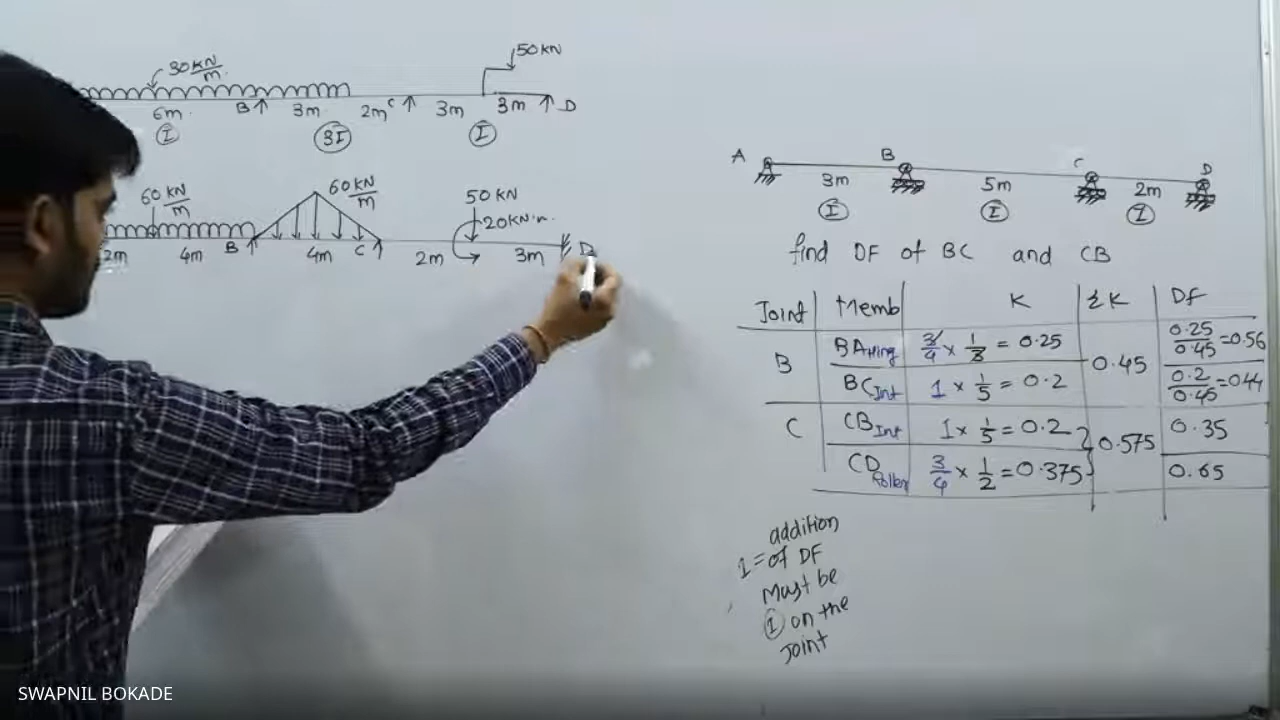 30 KN/m
50 KN
6m B 3m 2m C 3m 3m D
I 3I I
60 KN/m
60 KN/m
50 KN
20 KN.m
2m 4m B 4m C 2m 3m D
A B C D
3m 5m 2m
I I I
find DF of BC and CB
Joint Memb K ΣK DF
B BA Hing 3/4 × 1/3 = 0.25 0.45 0.25/0.45 = 0.56
BC Int 1 × 1/5 = 0.2 0.2/0.45 = 0.44
C CB Int 1 × 1/5 = 0.2 0.575 0.35
CD Roller 3/4 × 1/2 = 0.375 0.65
addition
1 = of DF
Must be
1 on the
Joint
SWAPNIL BOKADE